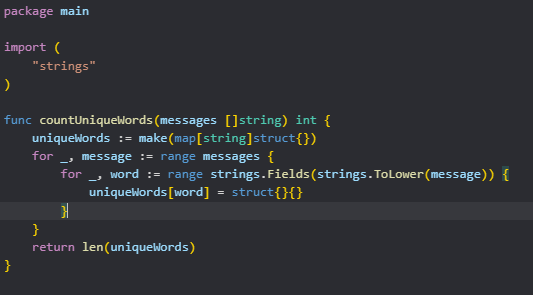 package main

import (
    "strings"
)

func countUniqueWords(messages []string) int {
    uniqueWords := make(map[string]struct{})
    for _, message := range messages {
        for _, word := range strings.Fields(strings.ToLower(message)) {
            uniqueWords[word] = struct{}{}
        }
    }
    return len(uniqueWords)
}